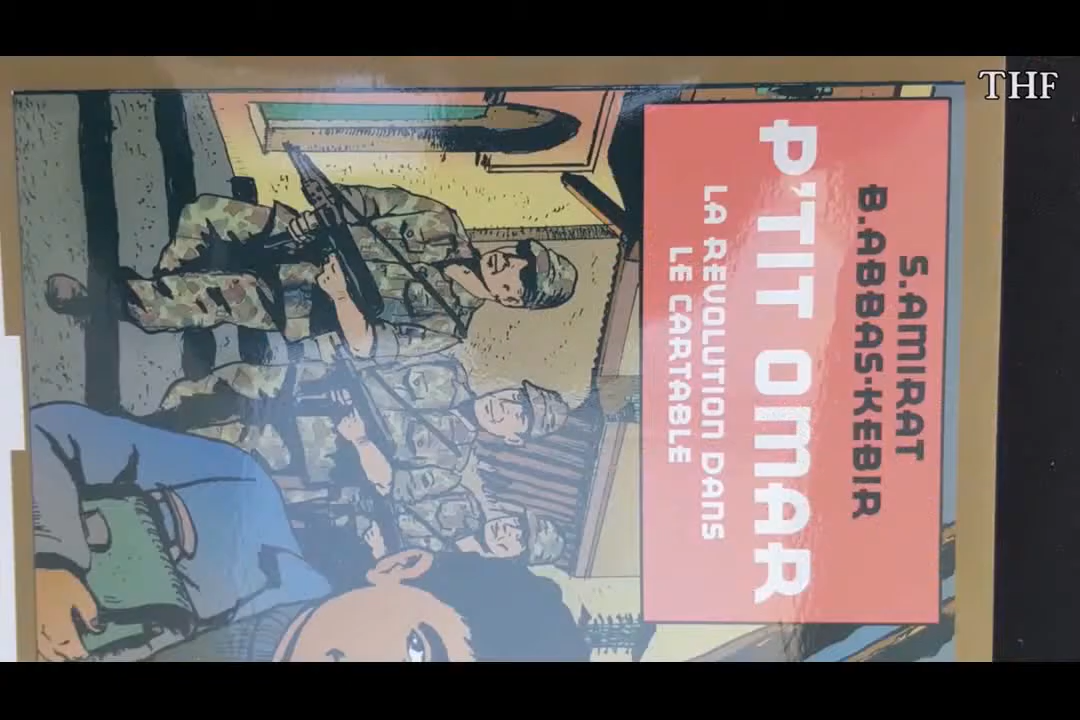 THF
S.AMIRAT
B.ABBAS-KEBIR
P'TIT OMAR
LA REVOLUTION DANS
LE CARTABLE